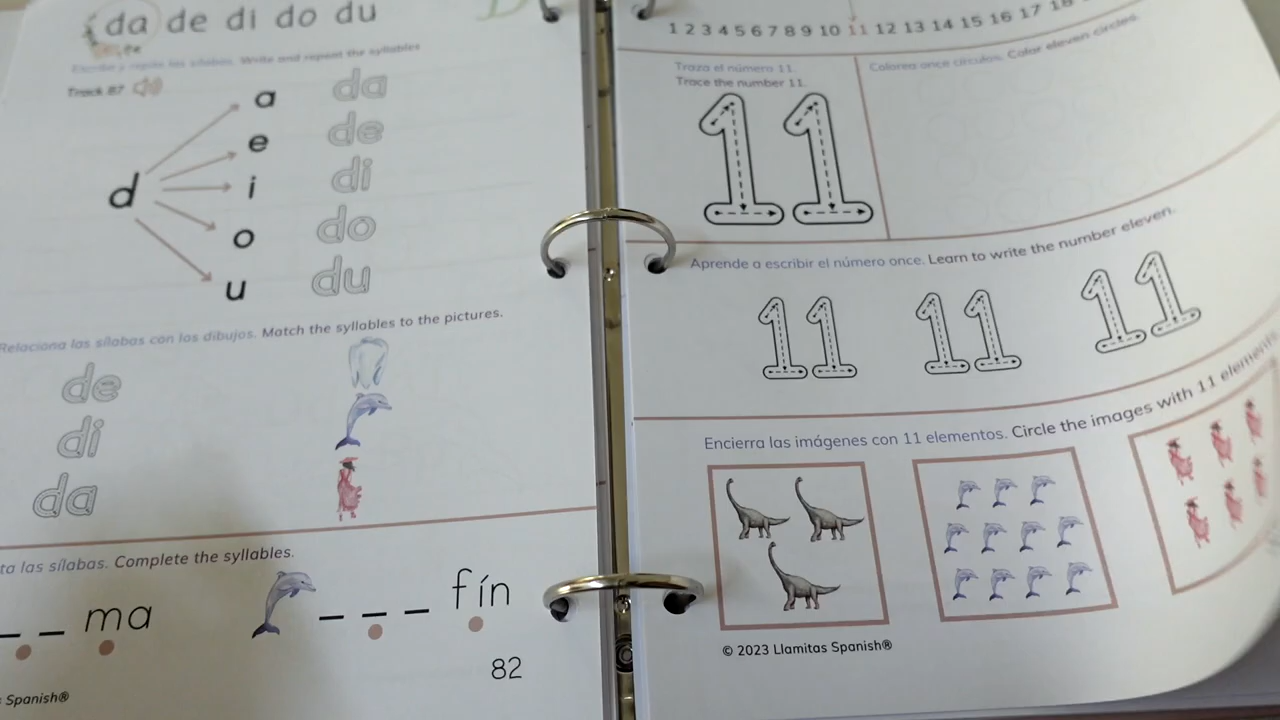 da de di do du
Escribe y repite las sílabas. Write and repeat the syllables
Track 87
a da
e de
d i di
o do
u du
Relaciona las sílabas con los dibujos. Match the syllables to the pictures.
de
di
da
ta las sílabas. Complete the syllables.
_ _ ma _ _ _ fín
82
Spanish®
1 2 3 4 5 6 7 8 9 10 11 12 13 14 15 16 17 18
Traza el número 11.
Trace the number 11.
Colorea once círculos. Color eleven circles.
11
Aprende a escribir el número once. Learn to write the number eleven.
11 11 11
Encierra las imágenes con 11 elementos. Circle the images with 11 elements
© 2023 Llamitas Spanish®